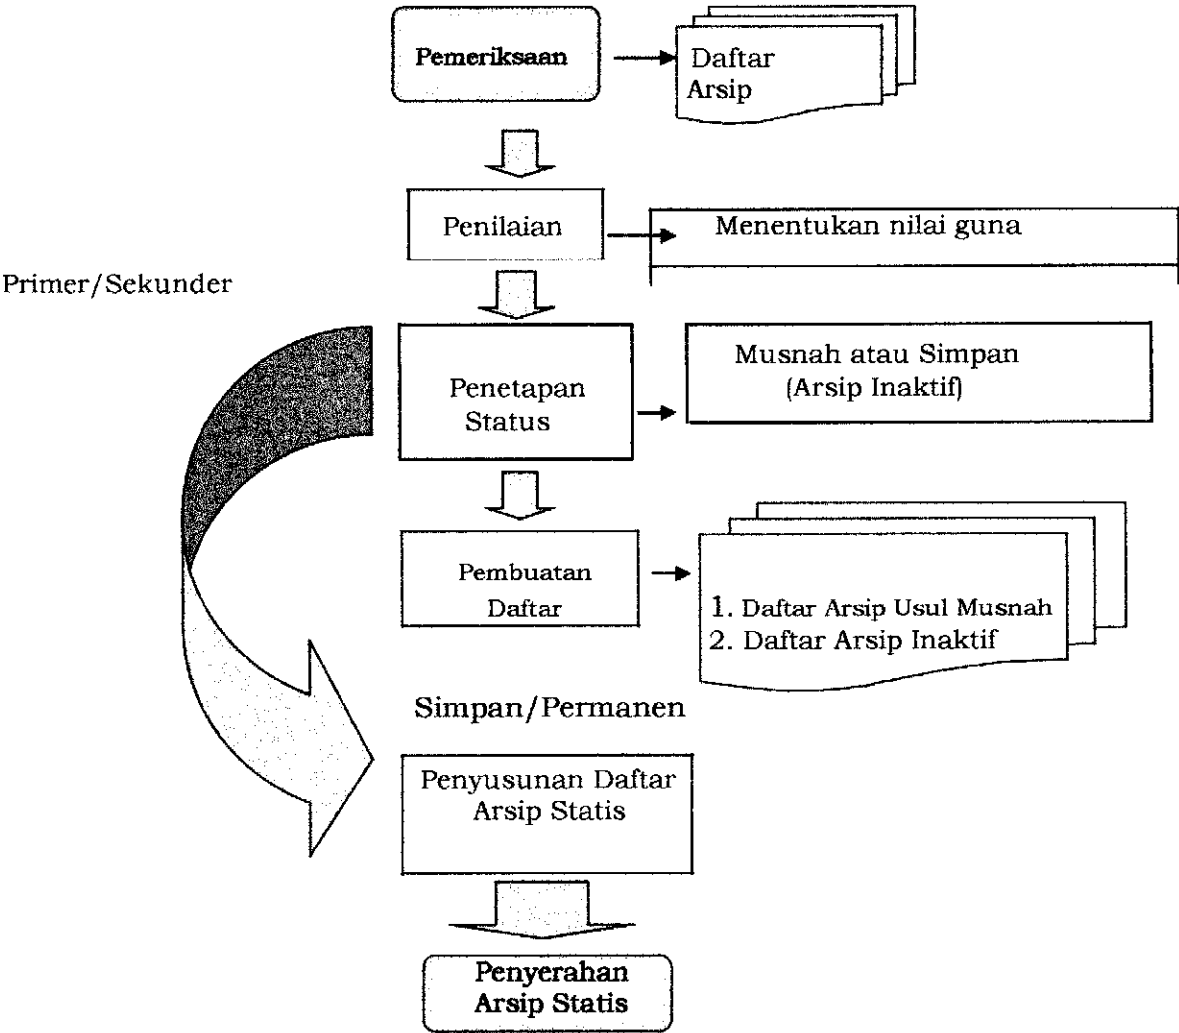 Pemeriksaan
Daftar
Arsip
Penilaian
Menentukan nilai guna
Primer/Sekunder
Penetapan
Status
Musnah atau Simpan
(Arsip Inaktif)
Pembuatan
Daftar
1. Daftar Arsip Usul Musnah
2. Daftar Arsip Inaktif
Simpan/Permanen
Penyusunan Daftar
Arsip Statis
Penyerahan
Arsip Statis